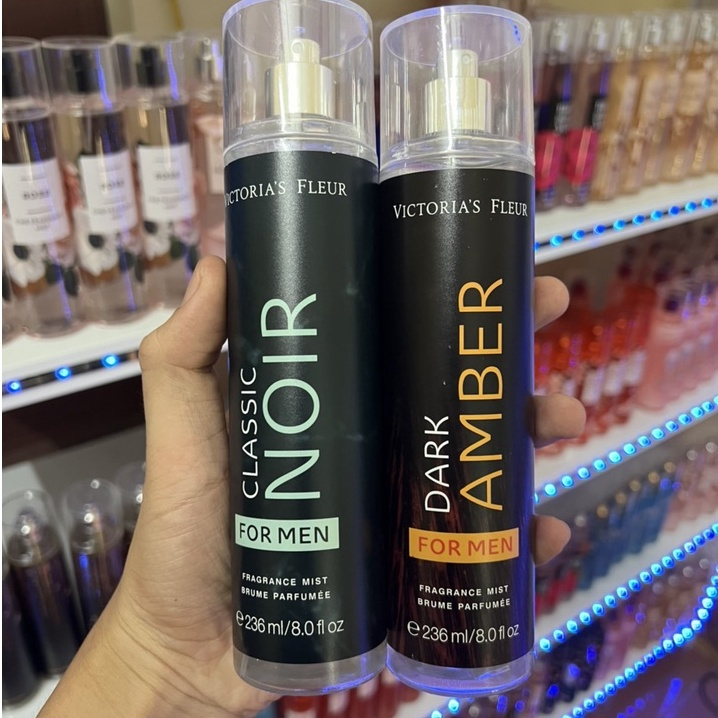 VICTORIA'S FLEUR
CLASSIC
NOIR
FOR MEN
FRAGRANCE MIST
BRUME PARFUMÉE
℮ 236 ml/8.0 fl oz
VICTORIA'S FLEUR
DARK
AMBER
FOR MEN
FRAGRANCE MIST
BRUME PARFUMÉE
℮ 236 ml/8.0 fl oz